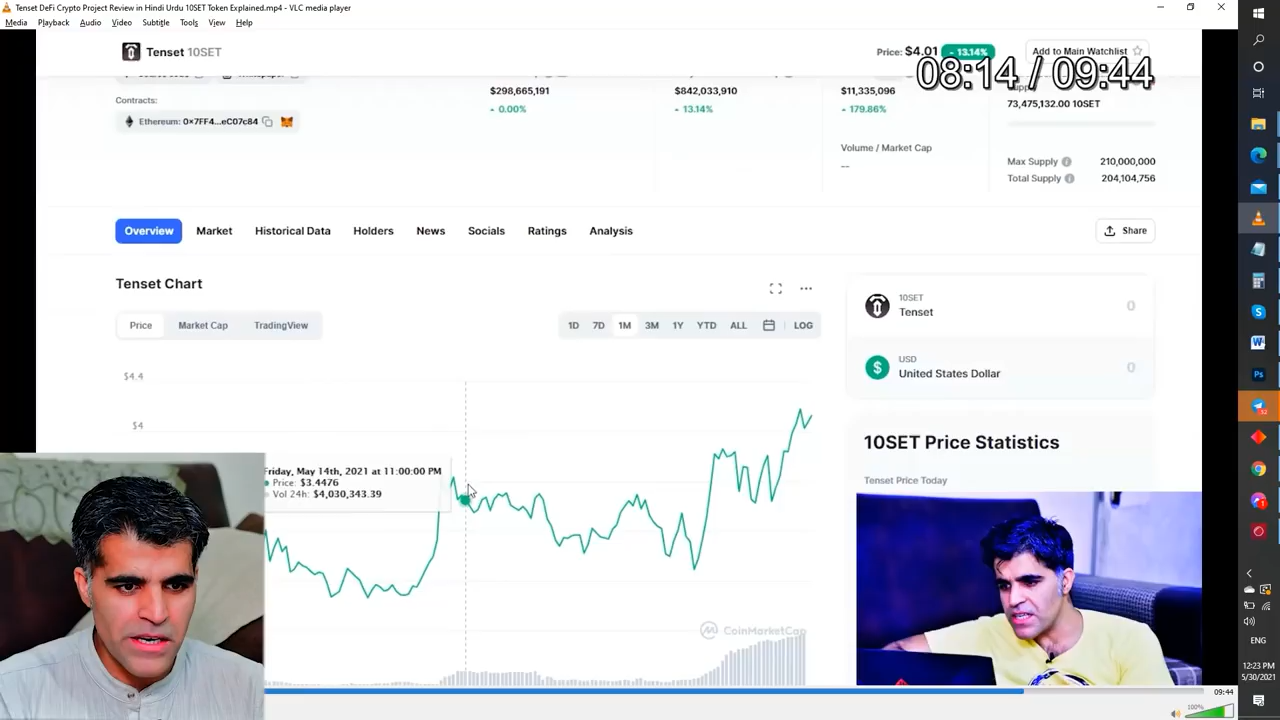 Tenset DeFi Crypto Project Review in Hindi Urdu 10SET Token Explained.mp4 - VLC media player
Media Playback Audio Video Subtitle Tools View Help
Tenset 10SET
Price: $4.01 13.14%
Add to Main Watchlist
08:14 / 09:44
Contracts:
Ethereum: 0x7FF4...eC07c84
$298,665,191
0.00%
$842,033,910
13.14%
$11,335,096
179.86%
Volume / Market Cap
--
73,475,132.00 10SET
Max Supply 210,000,000
Total Supply 204,104,756
Overview Market Historical Data Holders News Socials Ratings Analysis
Share
Tenset Chart
Price Market Cap TradingView
1D 7D 1M 3M 1Y YTD ALL LOG
10SET
Tenset 0
USD
United States Dollar 0
$4.4
$4
Friday, May 14th, 2021 at 11:00:00 PM
Price: $3.4476
Vol 24h: $4,030,343.39
CoinMarketCap
10SET Price Statistics
Tenset Price Today
09:44
100%
ENG
12:23 PM
5/30/2021